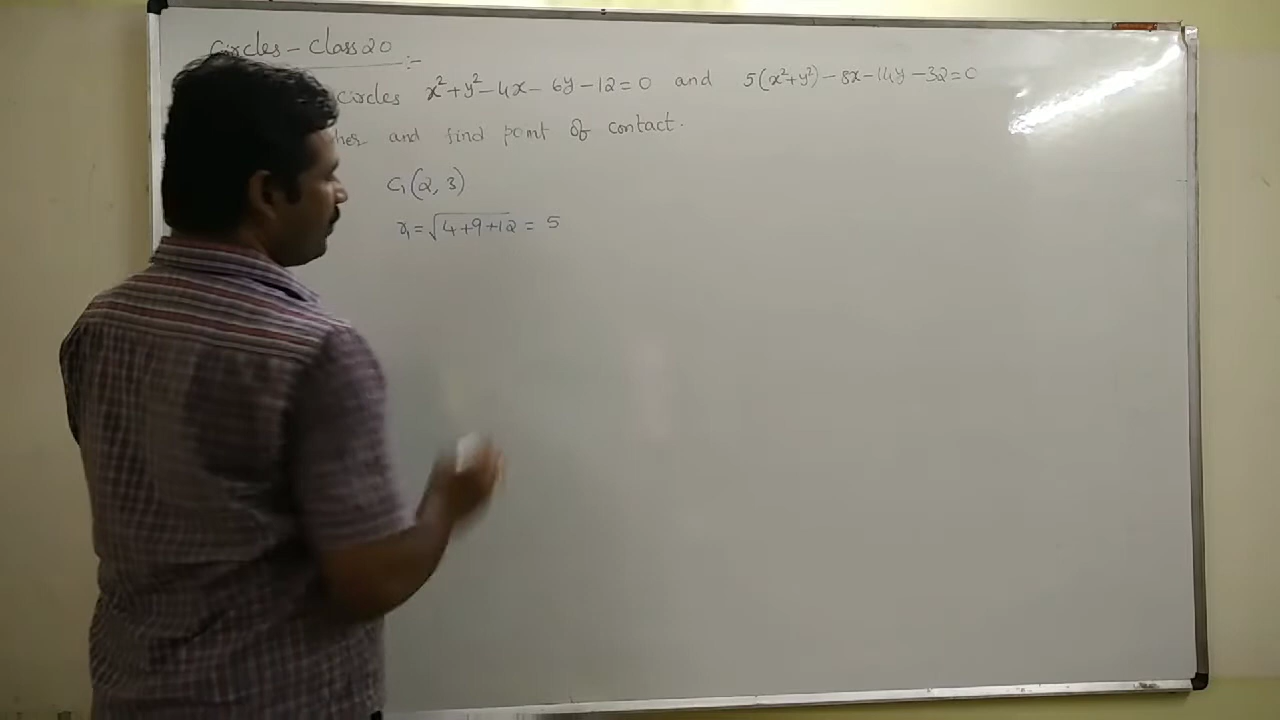 Circles - Class 20 :-
circles x²+y²-4x-6y-12=0 and 5(x²+y²)-8x-14y-32=0
and find point of contact.
C₁(2, 3)
r₁=√4+9+12 = 5